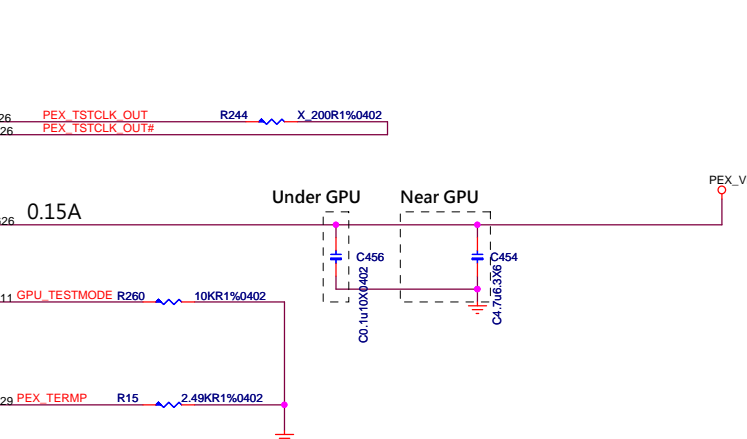 PEX_TSTCLK_OUT R244 X_200R1%0402
26 PEX_TSTCLK_OUT#
PEX_V
Under GPU Near GPU
0.15A
26
C456 C454
C0.1u10X0402
C4.7u6.3X6
11 GPU_TESTMODE R260 10KR1%0402
29 PEX_TERMP R15 2.49KR1%0402